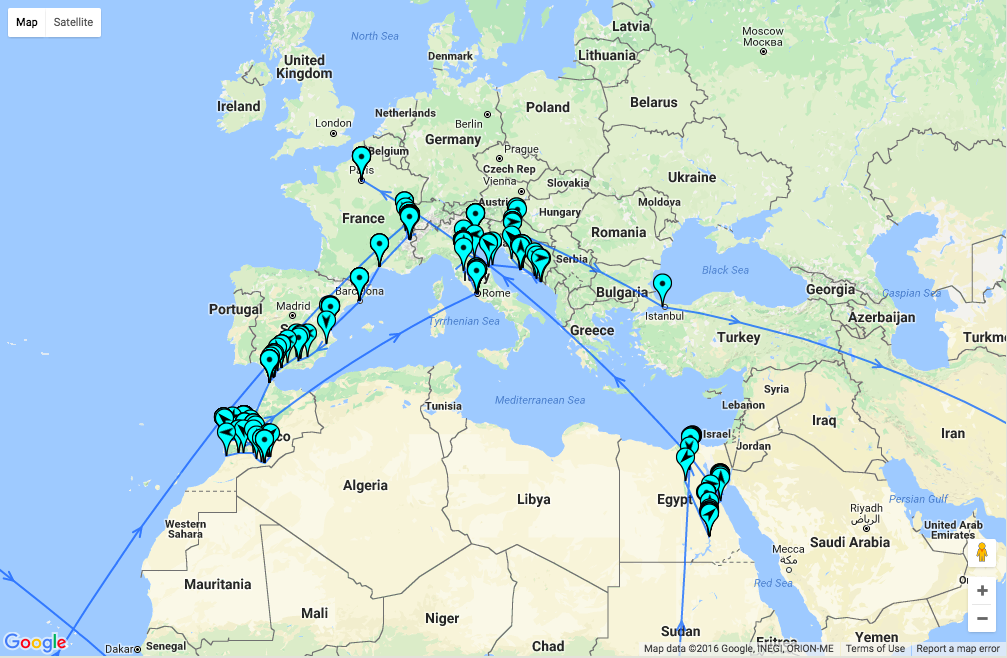 Map
Satellite
North Sea
Latvia
Moscow
Москва
Denmark
Lithuania
United
Kingdom
Ireland
Netherlands
Belarus
Poland
London
Berlin
Germany
Belgium
Prague
Paris
Czech Rep
Ukraine
Vienna
Slovakia
France
Hungary
Moldova
Romania
Serbia
Black Sea
Georgia
Caspian Sea
Bulgaria
Portugal
Madrid
Rome
Istanbul
Azerbaijan
Tyrrhenian Sea
Greece
Turkey
Syria
Mediterranean Sea
Tunisia
Lebanon
Iraq
Israel
Iran
Jordan
Algeria
Libya
Egypt
Persian Gulf
Western
Sahara
Riyadh
الرياض
Saudi Arabia
United Arab
Emirates
Mecca
مكة
Red Sea
Mauritania
Mali
Niger
Chad
Sudan
Yemen
Dakar
Senegal
Google
Map data ©2016 Google, INEGI, ORION-ME
Terms of Use
Report a map error